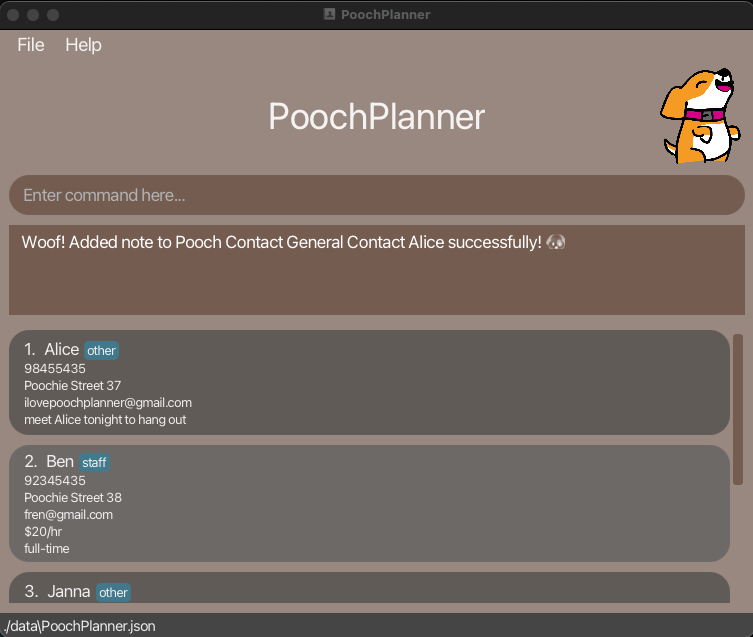 PoochPlanner
File Help
PoochPlanner
Enter command here...
Woof! Added note to Pooch Contact General Contact Alice successfully! 🐶
1. Alice other
98455435
Poochie Street 37
ilovepoochplanner@gmail.com
meet Alice tonight to hang out
2. Ben staff
92345435
Poochie Street 38
fren@gmail.com
$20/hr
full-time
3. Janna other
./data\PoochPlanner.json